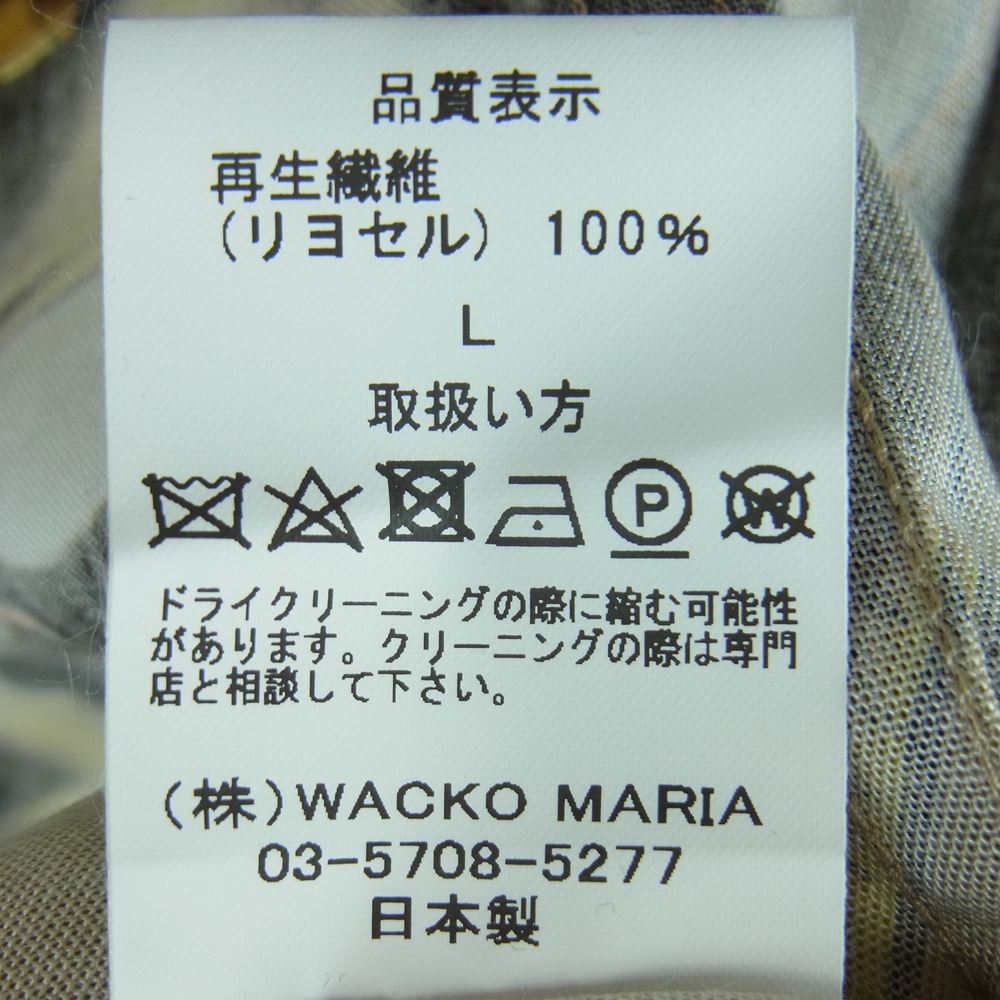 品質表示
再生繊維
(リヨセル) 100%
L
取扱い方
P W
ドライクリーニングの際に縮む可能性
があります。クリーニングの際は専門
店と相談して下さい。
(株)WACKO MARIA
03-5708-5277
日本製